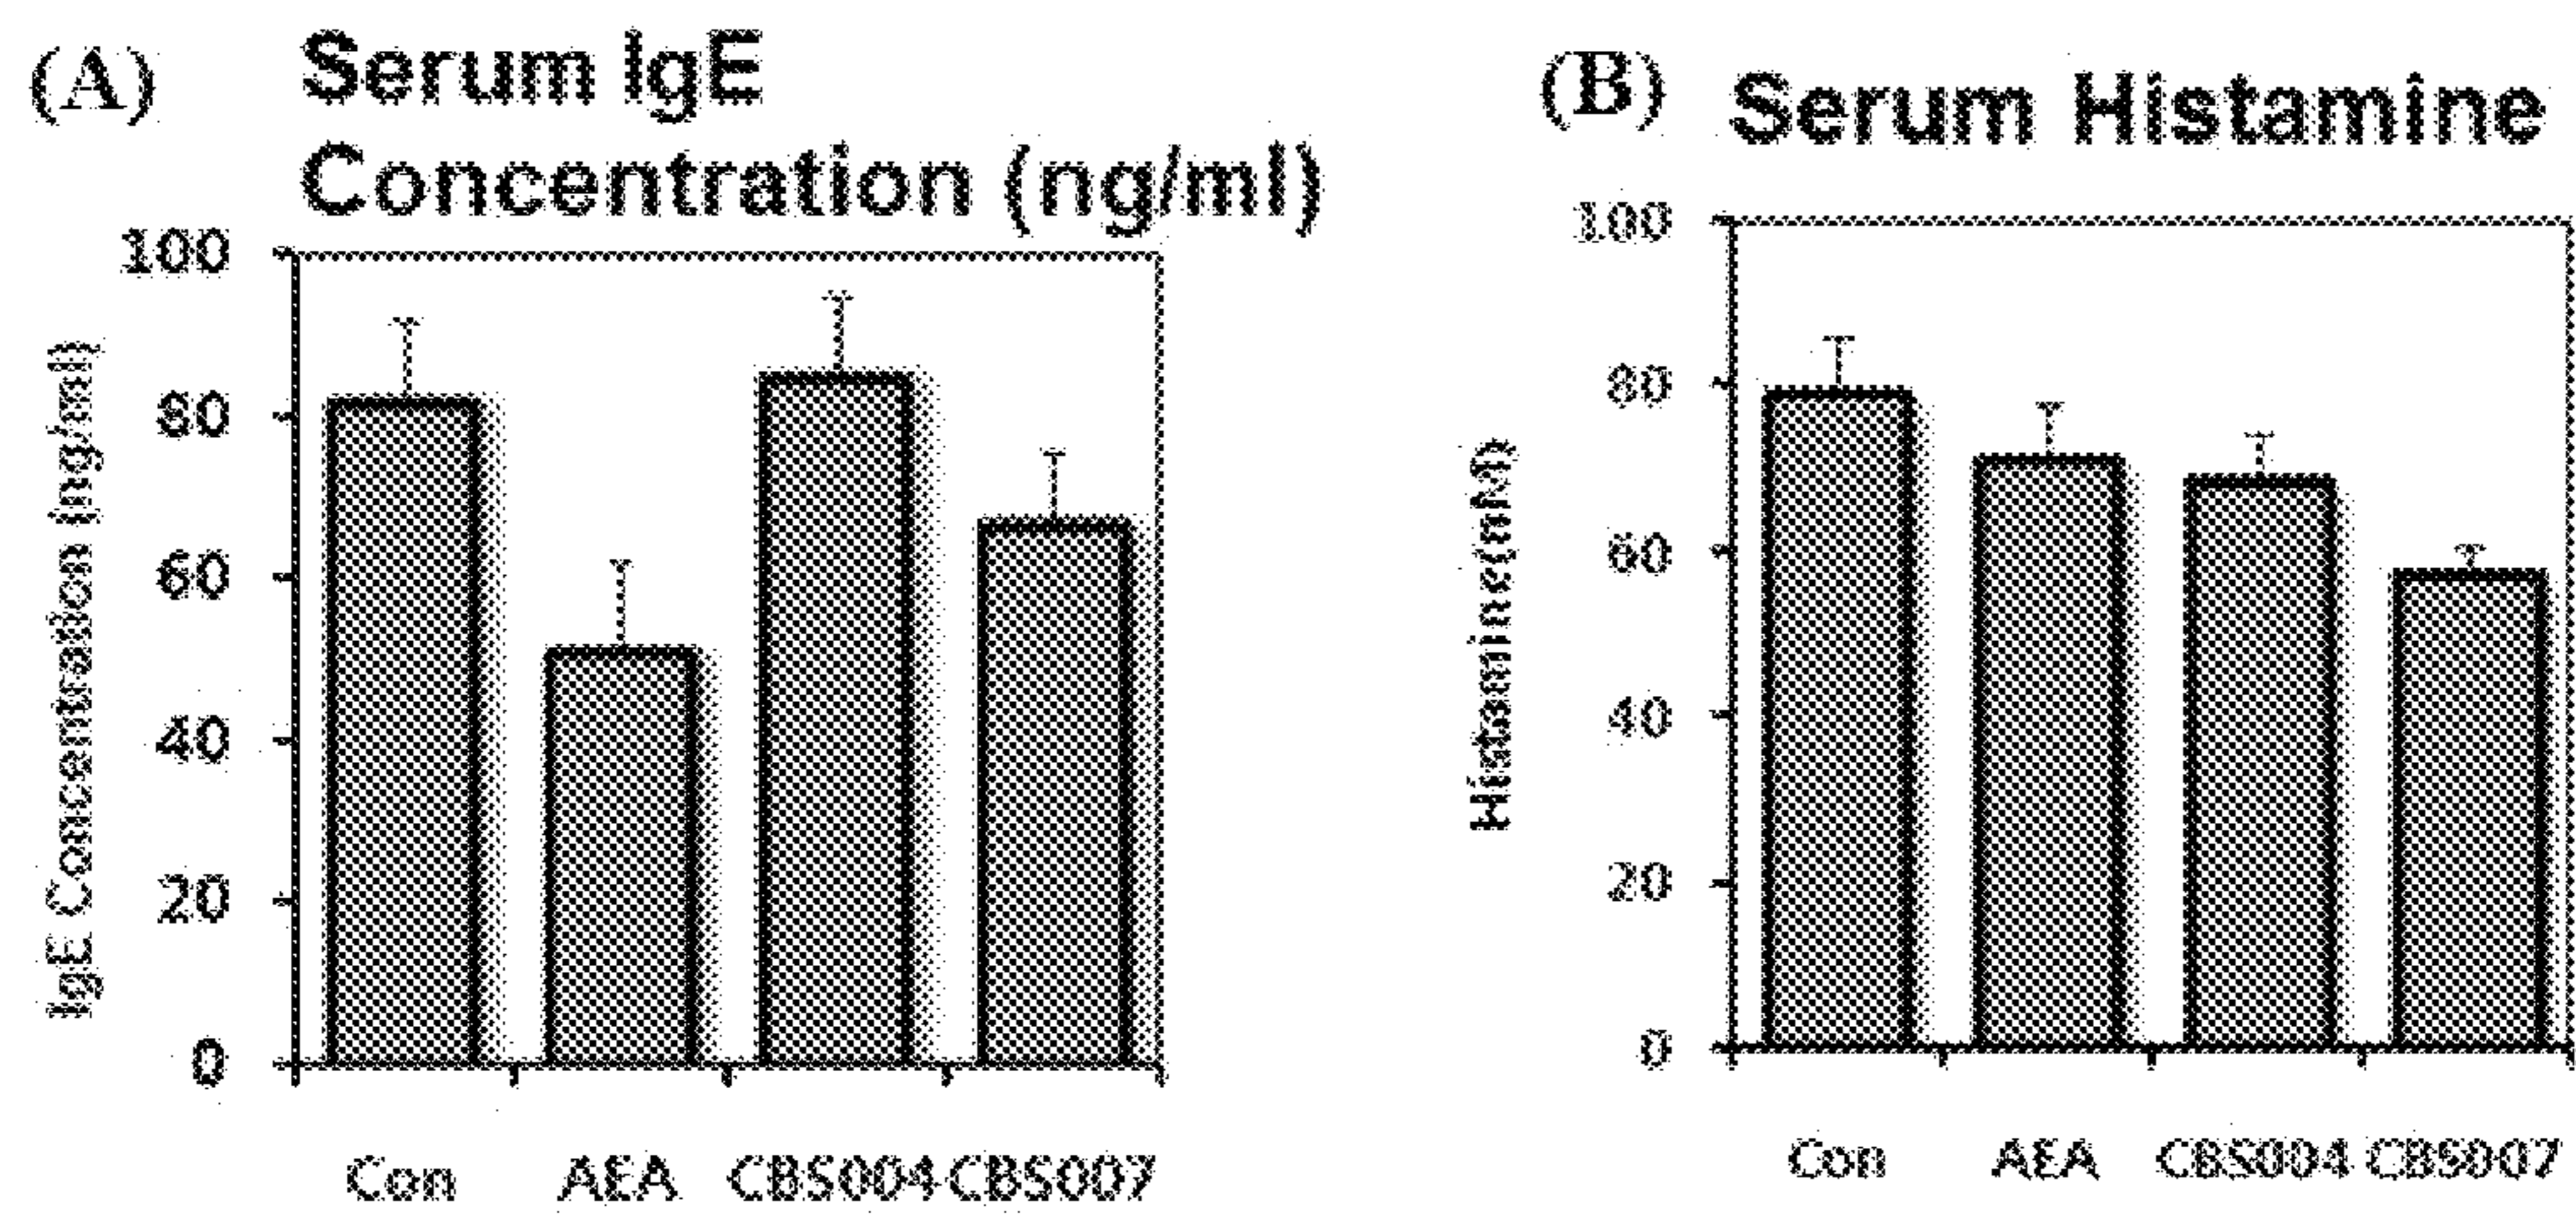 (A) Serum IgE
Concentration (ng/ml)
100
80
60
40
20
0
IgE Concentration (ng/ml)
Con AEA CBS004 CBS007
(B) Serum Histamine
100
80
60
40
20
0
Histamine(nM)
Con AEA CBS004 CBS007